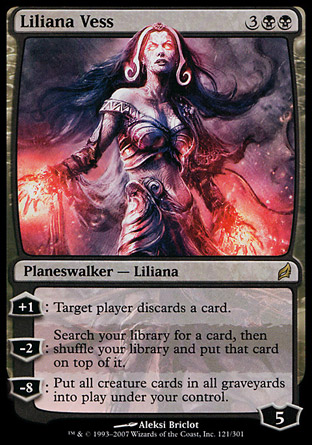 Liliana Vess 3
Planeswalker — Liliana
+1 : Target player discards a card.
Search your library for a card, then
-2 : shuffle your library and put that card
on top of it.
-8 : Put all creature cards in all graveyards
into play under your control.
Aleksi Briclot
™ & © 1993–2007 Wizards of the Coast, Inc. 121/301
5